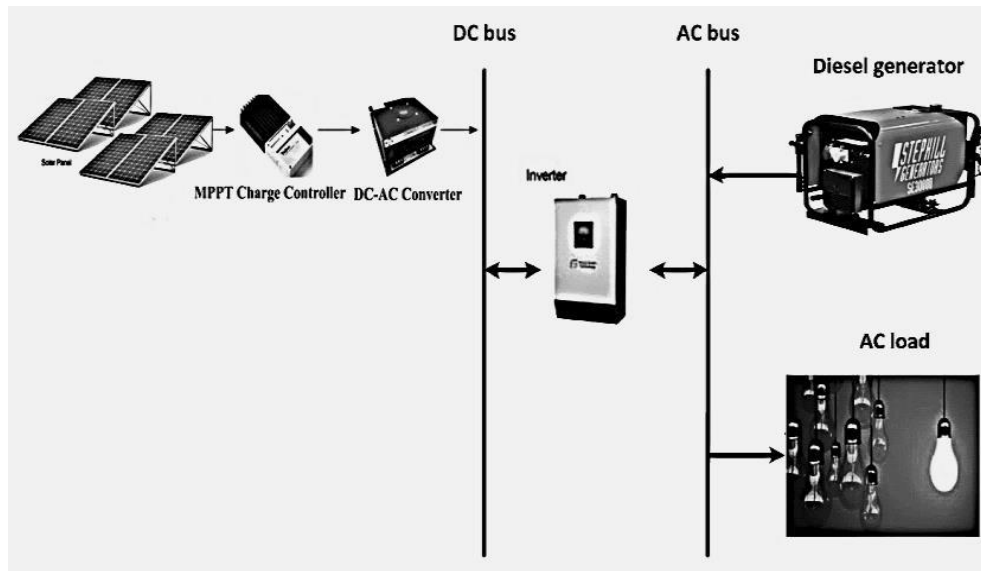 DC bus
AC bus
Diesel generator
STEPHILL
GENERATORS
Solar Panel
MPPT Charge Controller
DC-AC Converter
Inverter
AC load